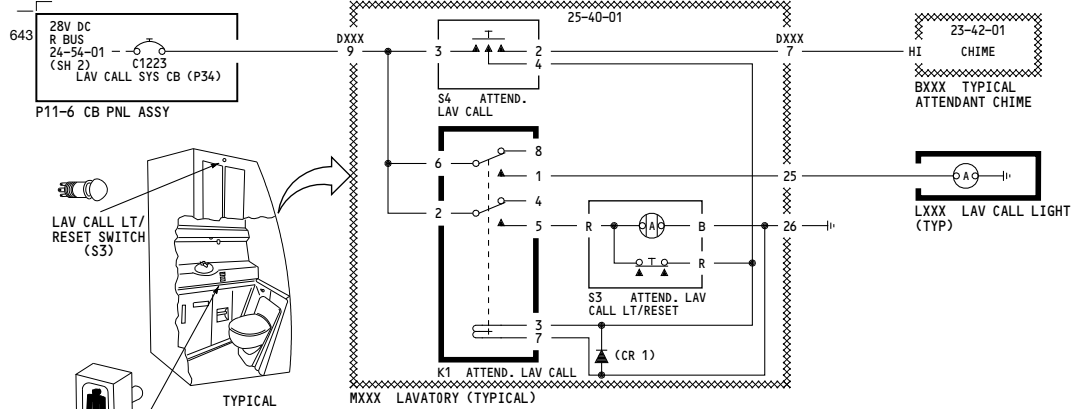 643
28V DC
R BUS
24-54-01
(SH 2)
C1223
LAV CALL SYS CB (P34)
P11-6 CB PNL ASSY
25-40-01
DXXX
9
3
2
4
S4 ATTEND.
LAV CALL
DXXX
7
HI
23-42-01
CHIME
BXXX TYPICAL
ATTENDANT CHIME
6
8
1
2
4
5
3
7
K1 ATTEND. LAV CALL
R
A
B
R
S3 ATTEND. LAV
CALL LT/RESET
(CR 1)
25
26
A
LXXX LAV CALL LIGHT
(TYP)
LAV CALL LT/
RESET SWITCH
(S3)
TYPICAL
MXXX LAVATORY (TYPICAL)